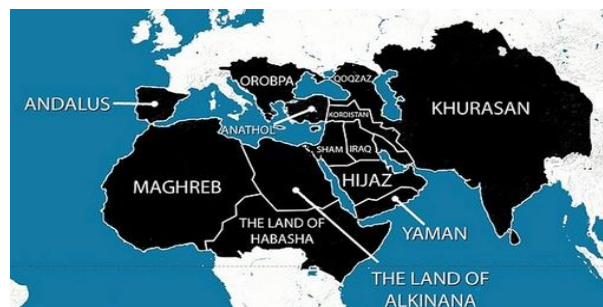 OROBPA
QOQZAZ
ANDALUS
KHURASAN
ANATHOL
KORDISTAN
SHAM
IRAQ
MAGHREB
HIJAZ
THE LAND OF
HABASHA
YAMAN
THE LAND OF
ALKINANA